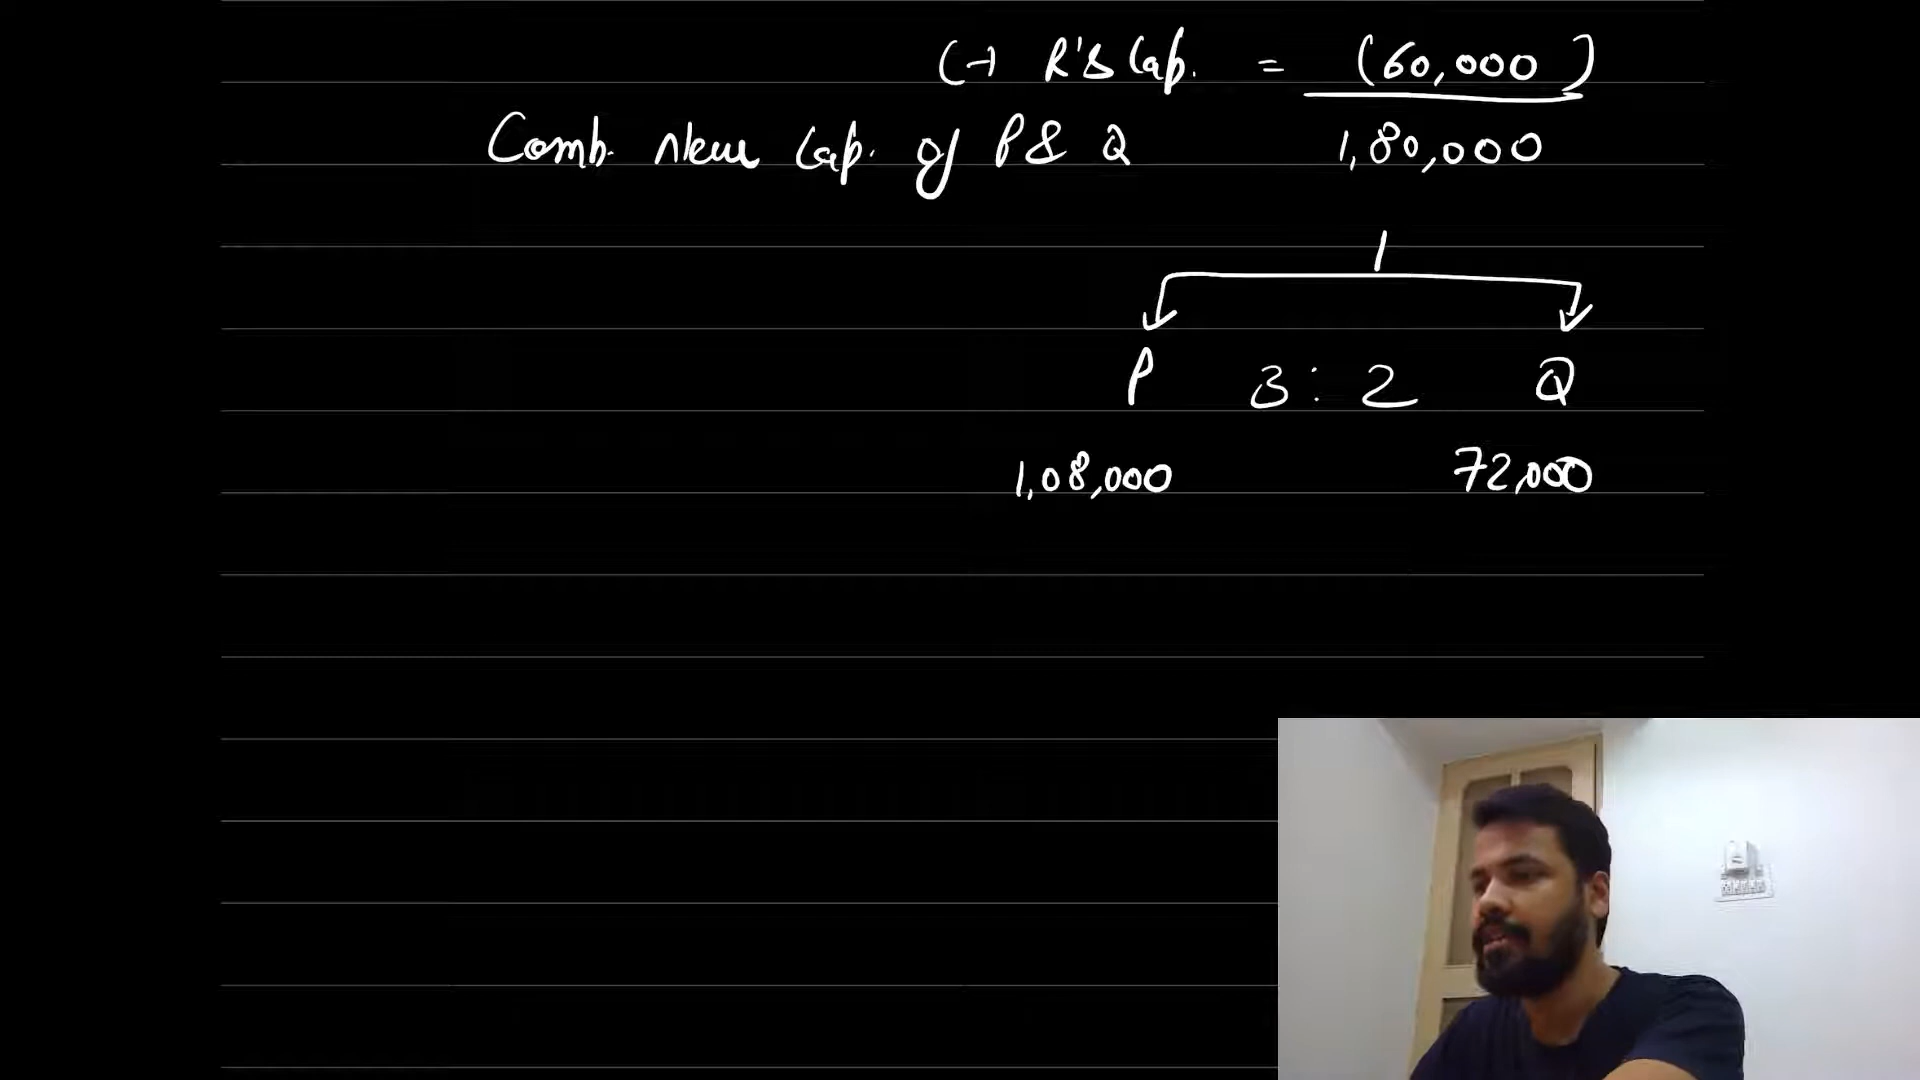 (-) R's Cap. = (60,000)
Comb. New Cap. of P & Q 1,80,000
P 3 : 2 Q
1,08,000 72,000